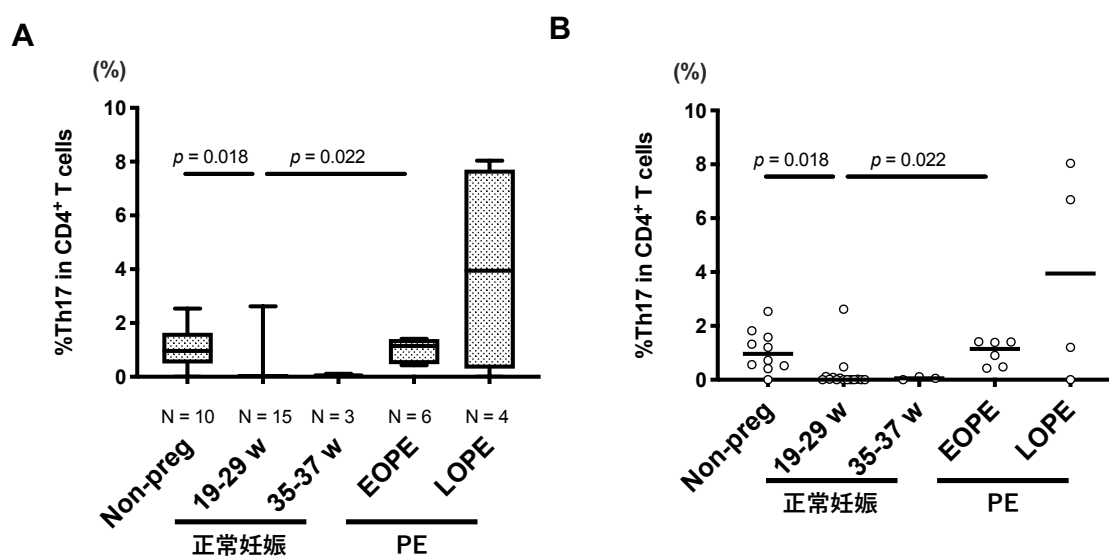 A
(%)
%Th17 in CD4+ T cells
10
8
6
4
2
0
p = 0.018
p = 0.022
N = 10
N = 15
N = 3
N = 6
N = 4
Non-preg
19-29 w
35-37 w
EOPE
LOPE
正常妊娠
PE
B
(%)
%Th17 in CD4+ T cells
10
8
6
4
2
0
p = 0.018
p = 0.022
Non-preg
19-29 w
35-37 w
EOPE
LOPE
正常妊娠
PE